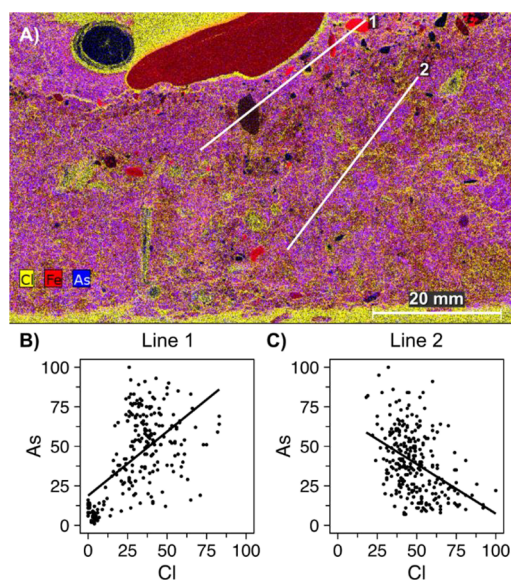 A)
1
2
Cl Fe As
20 mm
B) Line 1 C) Line 2
100 100
75 75
As 50 As 50
25 25
0 0
0 25 50 75 100 0 25 50 75 100
Cl Cl